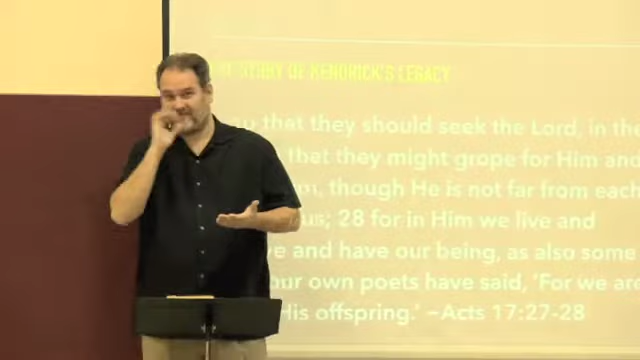 STORY OF KENDRICK'S LEGACY
so that they should seek the Lord, in the
that they might grope for Him and
though He is not far from each
us; 28 for in Him we live and
and have our being, as also some
our own poets have said, 'For we are
His offspring.' –Acts 17:27-28